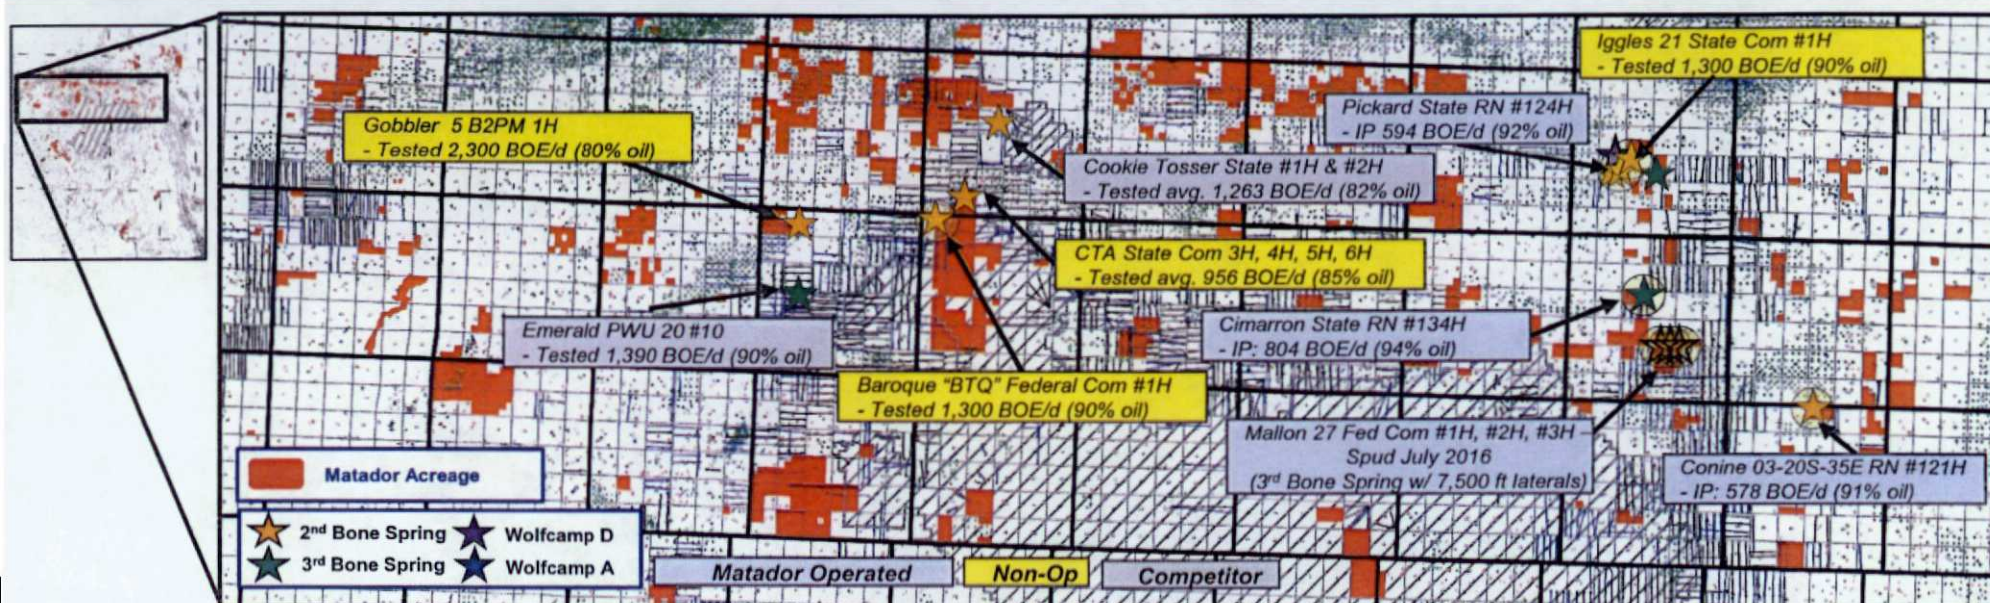 Iggles 21 State Com #1H
- Tested 1,300 BOE/d (90% oil)
Pickard State RN #124H
- IP 594 BOE/d (92% oil)
Gobbler 5 B2PM 1H
- Tested 2,300 BOE/d (80% oil)
Cookie Tosser State #1H & #2H
- Tested avg. 1,263 BOE/d (82% oil)
CTA State Com 3H, 4H, 5H, 6H
- Tested avg. 956 BOE/d (85% oil)
Emerald PWU 20 #10
- Tested 1,390 BOE/d (90% oil)
Cimarron State RN #134H
- IP: 804 BOE/d (94% oil)
Baroque “BTQ” Federal Com #1H
- Tested 1,300 BOE/d (90% oil)
Mallon 27 Fed Com #1H, #2H, #3H
Spud July 2016
(3rd Bone Spring w/ 7,500 ft laterals)
Conine 03-20S-35E RN #121H
- IP: 578 BOE/d (91% oil)
Matador Acreage
2nd Bone Spring
Wolfcamp D
3rd Bone Spring
Wolfcamp A
Matador Operated
Non-Op
Competitor